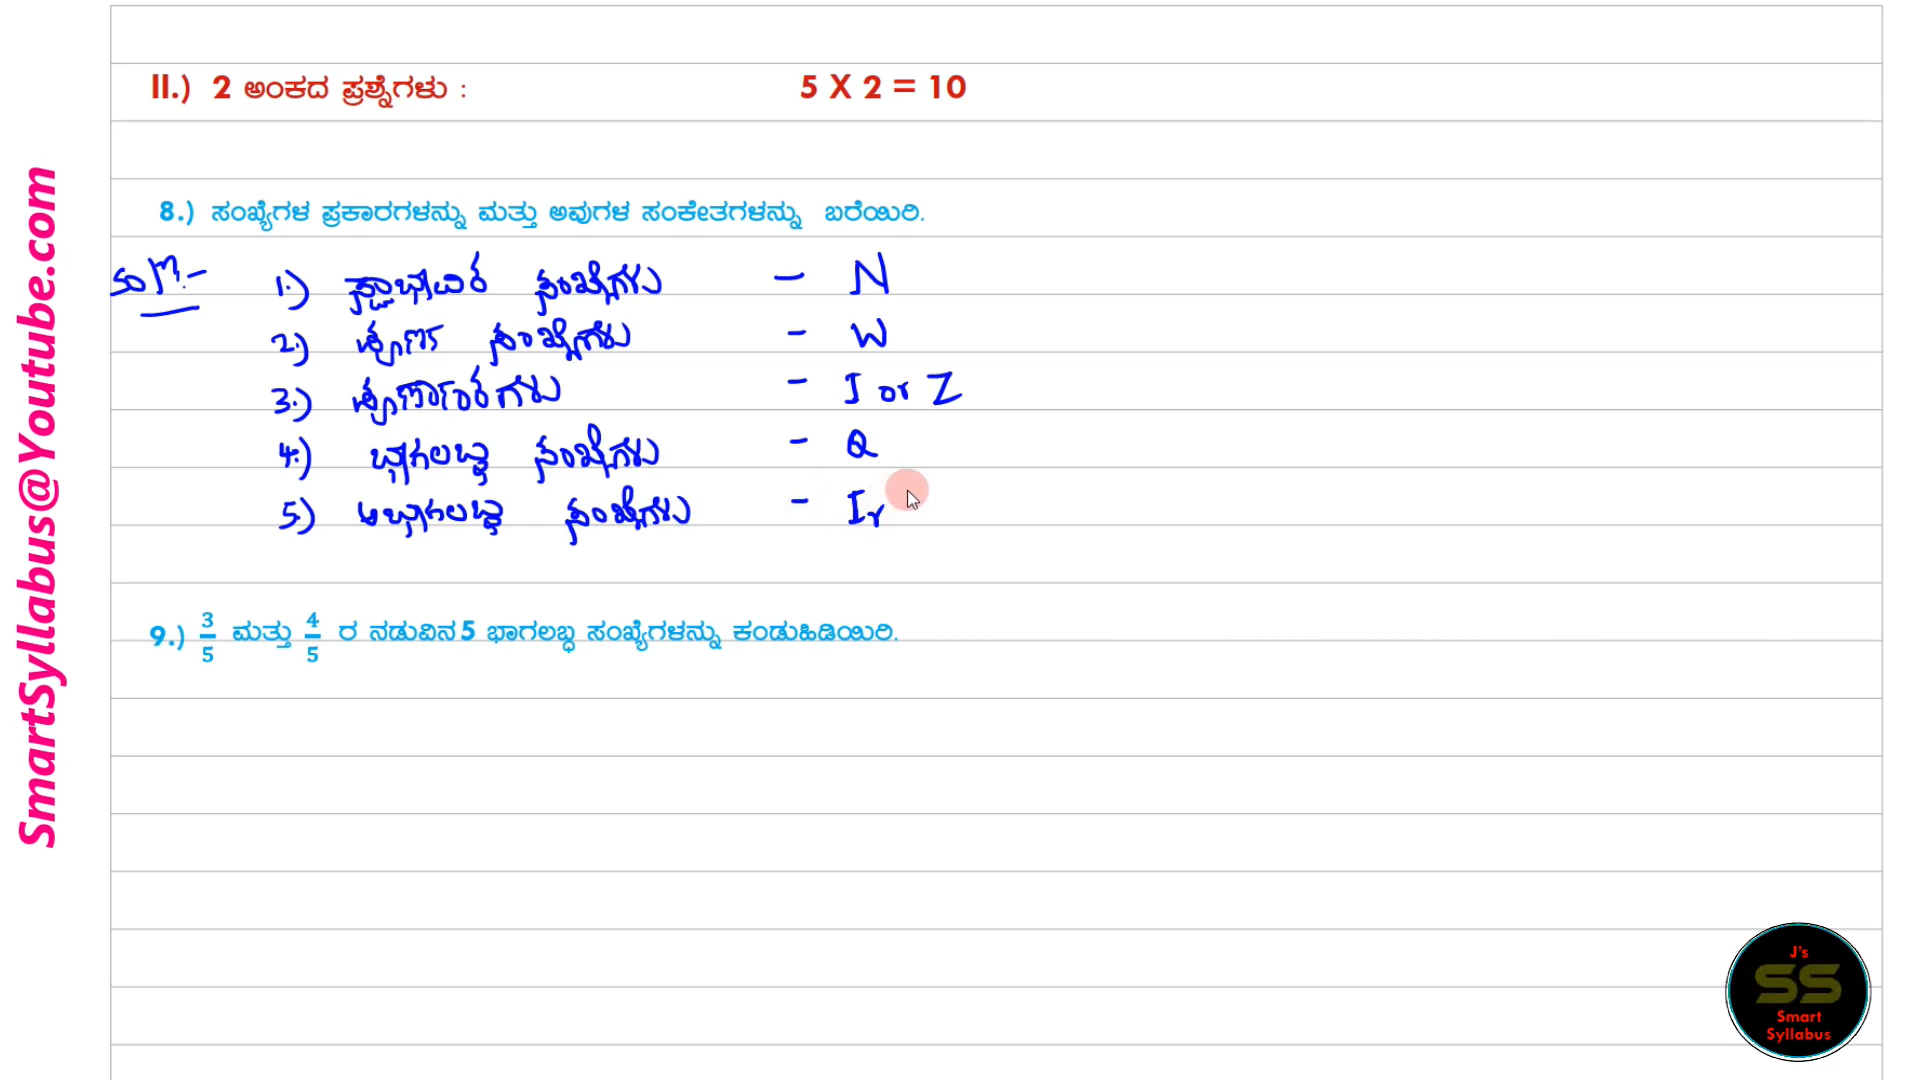 II.) 2 ಅಂಕದ ಪ್ರಶ್ನೆಗಳು : 5 X 2 = 10
8.) ಸಂಖ್ಯೆಗಳ ಪ್ರಕಾರಗಳನ್ನು ಮತ್ತು ಅವುಗಳ ಸಂಕೇತಗಳನ್ನು ಬರೆಯಿರಿ.
1.) ಸ್ವಾಭಾವಿಕ ಸಂಖ್ಯೆಗಳು - N
2.) ಪೂರ್ಣ ಸಂಖ್ಯೆಗಳು - W
3.) ಪೂರ್ಣಾಂಕಗಳು - I or Z
4.) ಭಾಗಲಬ್ಧ ಸಂಖ್ಯೆಗಳು - Q
5.) ಅಭಾಗಲಬ್ಧ ಸಂಖ್ಯೆಗಳು - Ir
9.) 3/5 ಮತ್ತು 4/5 ರ ನಡುವಿನ 5 ಭಾಗಲಬ್ಧ ಸಂಖ್ಯೆಗಳನ್ನು ಕಂಡುಹಿಡಿಯಿರಿ.
SmartSyllabus@Youtube.com
J's
SS
Smart
Syllabus